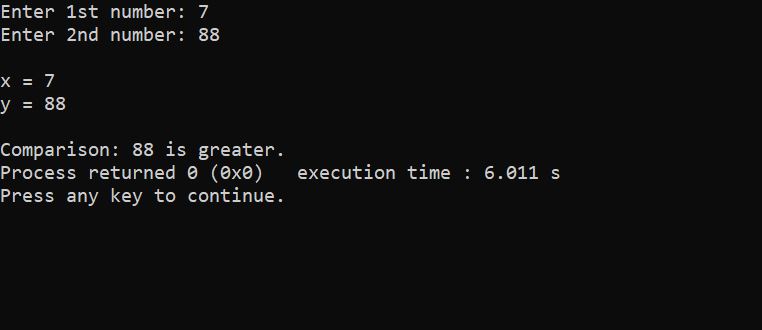 Enter 1st number: 7
Enter 2nd number: 88
x = 7
y = 88
Comparison: 88 is greater.
Process returned 0 (0x0)   execution time : 6.011 s
Press any key to continue.